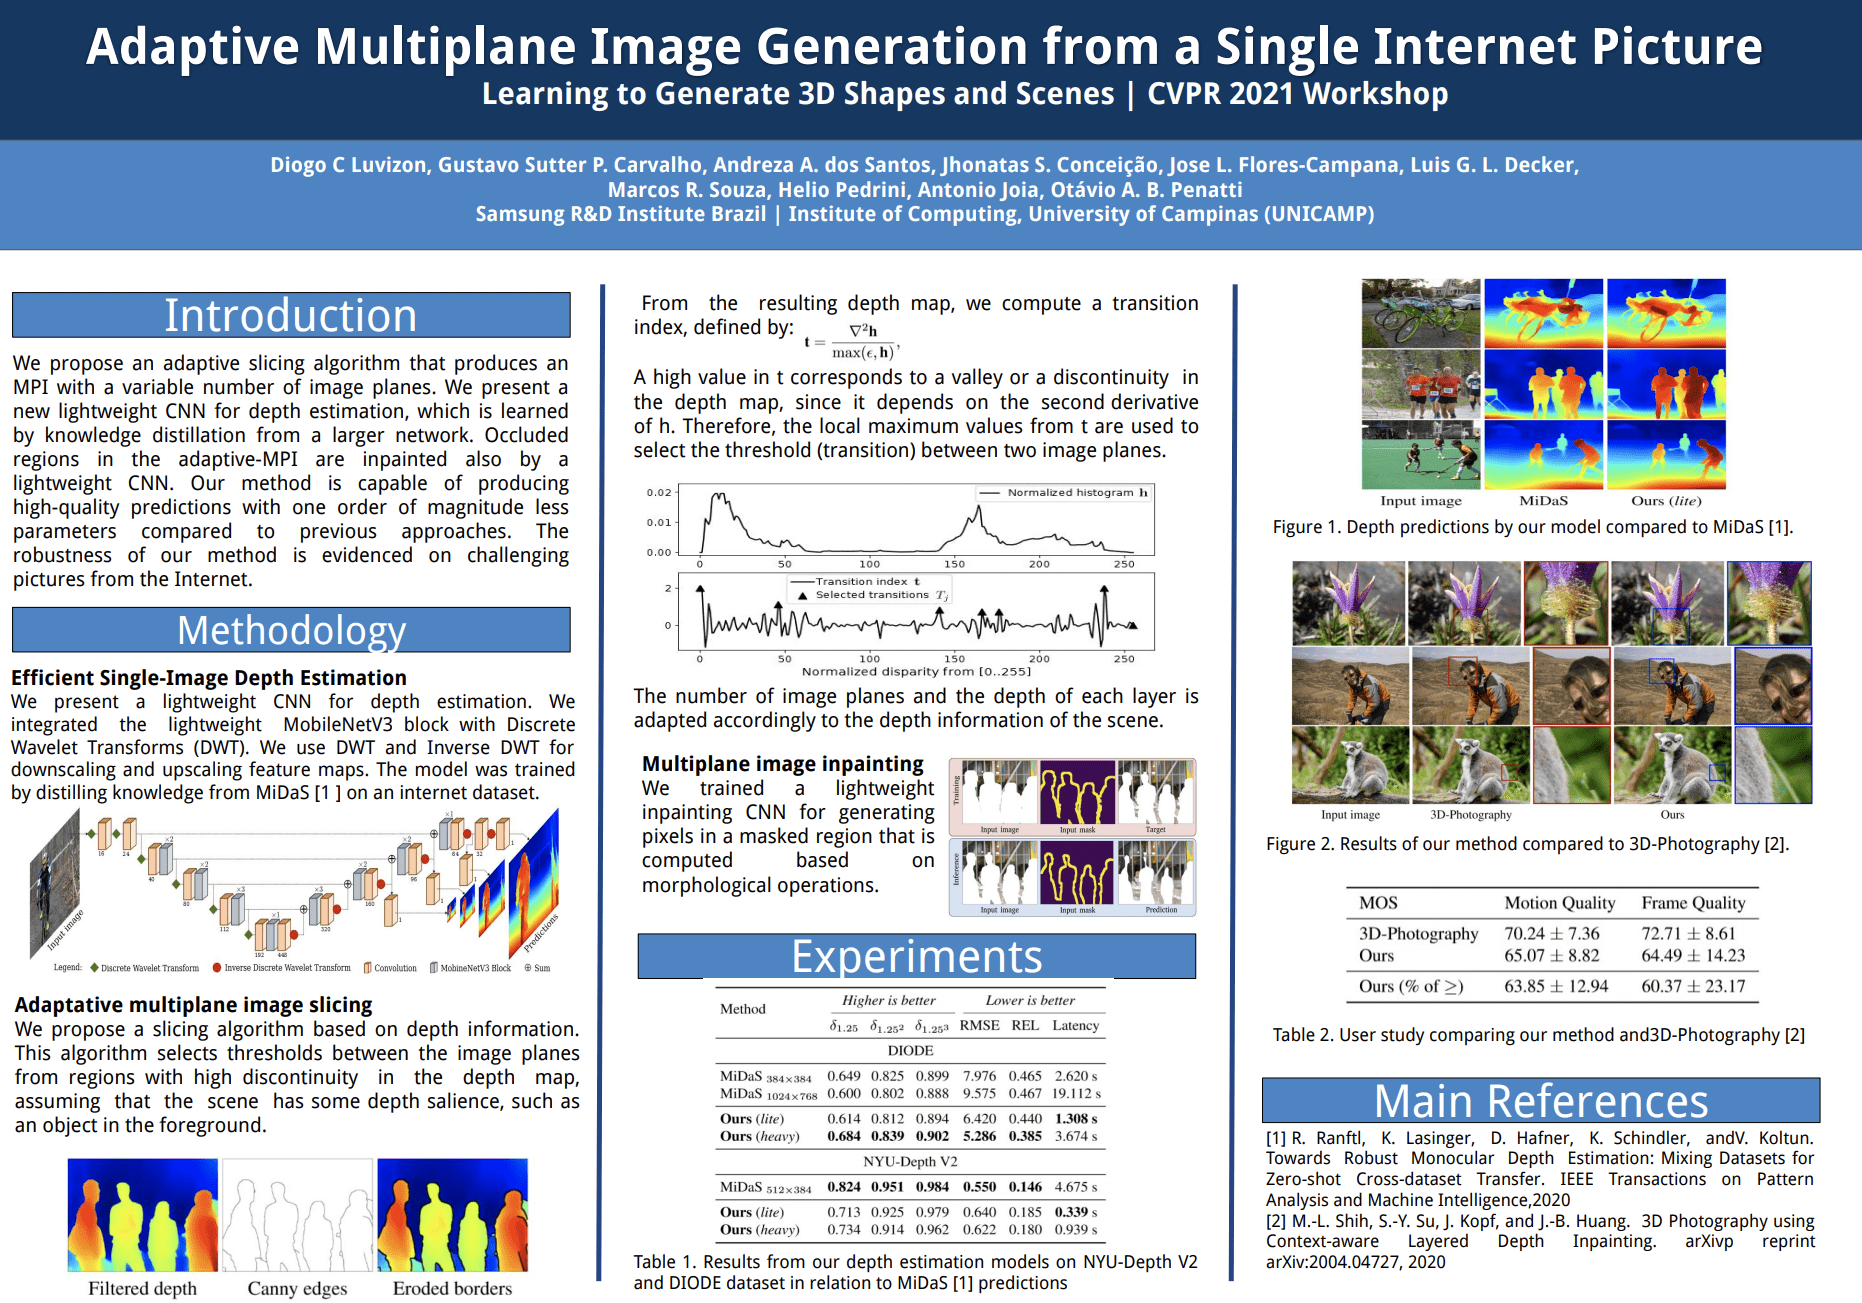 Adaptive Multiplane Image Generation from a Single Internet Picture
Learning to Generate 3D Shapes and Scenes | CVPR 2021 Workshop
Diogo C Luvizon, Gustavo Sutter P. Carvalho, Andreza A. dos Santos, Jhonatas S. Conceição, Jose L. Flores-Campana, Luis G. L. Decker,
Marcos R. Souza, Helio Pedrini, Antonio Joia, Otávio A. B. Penatti
Samsung R&D Institute Brazil | Institute of Computing, University of Campinas (UNICAMP)
Introduction
We propose an adaptive slicing algorithm that produces an
MPI with a variable number of image planes. We present a
new lightweight CNN for depth estimation, which is learned
by knowledge distillation from a larger network. Occluded
regions in the adaptive-MPI are inpainted also by a
lightweight CNN. Our method is capable of producing
high-quality predictions with one order of magnitude less
parameters compared to previous approaches. The
robustness of our method is evidenced on challenging
pictures from the Internet.
Methodology
Efficient Single-Image Depth Estimation
We present a lightweight CNN for depth estimation. We
integrated the lightweight MobileNetV3 block with Discrete
Wavelet Transforms (DWT). We use DWT and Inverse DWT for
downscaling and upscaling feature maps. The model was trained
by distilling knowledge from MiDaS [1 ] on an internet dataset.
Input image
16 24
×2
40
×2
80
×3
112
×1
192 448
×3
320
×2
160
×2
96
×1
64 32 1
1
1
1
Predictions
Legend: Discrete Wavelet Transform Inverse Discrete Wavelet Transform Convolution MobineNetV3 Block Sum
Adaptative multiplane image slicing
We propose a slicing algorithm based on depth information.
This algorithm selects thresholds between the image planes
from regions with high discontinuity in the depth map,
assuming that the scene has some depth salience, such as
an object in the foreground.
Filtered depth Canny edges Eroded borders
From the resulting depth map, we compute a transition
index, defined by: t = ∇²h / max(ϵ, h),
A high value in t corresponds to a valley or a discontinuity in
the depth map, since it depends on the second derivative
of h. Therefore, the local maximum values from t are used to
select the threshold (transition) between two image planes.
Normalized histogram h
0.02
0.01
0.00
0 50 100 150 200 250
Transition index t
Selected transitions Tj
2
0
0 50 100 150 200 250
Normalized disparity from [0..255]
The number of image planes and the depth of each layer is
adapted accordingly to the depth information of the scene.
Multiplane image inpainting
We trained a lightweight
inpainting CNN for generating
pixels in a masked region that is
computed based on
morphological operations.
Training
Input image Input mask Target
Inference
Input image Input mask Prediction
Experiments
Method Higher is better Lower is better
δ1.25 δ1.25² δ1.25³ RMSE REL Latency
DIODE
MiDaS 384×384 0.649 0.825 0.899 7.976 0.465 2.620 s
MiDaS 1024×768 0.600 0.802 0.888 9.575 0.467 19.112 s
Ours (lite) 0.614 0.812 0.894 6.420 0.440 1.308 s
Ours (heavy) 0.684 0.839 0.902 5.286 0.385 3.674 s
NYU-Depth V2
MiDaS 512×384 0.824 0.951 0.984 0.550 0.146 4.675 s
Ours (lite) 0.713 0.925 0.979 0.640 0.185 0.339 s
Ours (heavy) 0.734 0.914 0.962 0.622 0.180 0.939 s
Table 1. Results from our depth estimation models on NYU-Depth V2
and DIODE dataset in relation to MiDaS [1] predictions
Input image MiDaS Ours (lite)
Figure 1. Depth predictions by our model compared to MiDaS [1].
Input image 3D-Photography Ours
Figure 2. Results of our method compared to 3D-Photography [2].
MOS Motion Quality Frame Quality
3D-Photography 70.24 ± 7.36 72.71 ± 8.61
Ours 65.07 ± 8.82 64.49 ± 14.23
Ours (% of ≥) 63.85 ± 12.94 60.37 ± 23.17
Table 2. User study comparing our method and3D-Photography [2]
Main References
[1] R. Ranftl, K. Lasinger, D. Hafner, K. Schindler, andV. Koltun.
Towards Robust Monocular Depth Estimation: Mixing Datasets for
Zero-shot Cross-dataset Transfer. IEEE Transactions on Pattern
Analysis and Machine Intelligence,2020
[2] M.-L. Shih, S.-Y. Su, J. Kopf, and J.-B. Huang. 3D Photography using
Context-aware Layered Depth Inpainting. arXivp reprint
arXiv:2004.04727, 2020